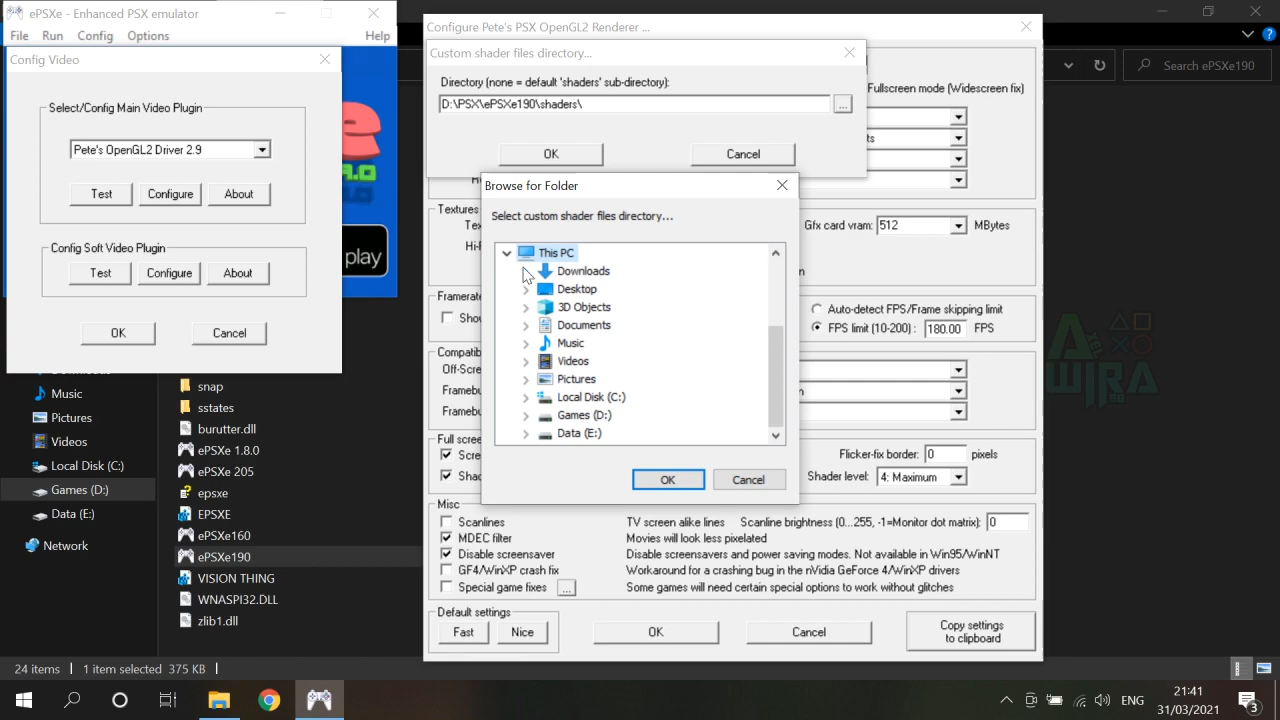 ePSXe - Enhanced PSX emulator
File Run Config Options Help
Config Video
Select/Config Main Video Plugin
Pete's OpenGL2 Driver 2.9
Test Configure About
Config Soft Video Plugin
Test Configure About
OK Cancel
play
Music
Pictures
Videos
Local Disk (C:)
Games (D:)
Data (E:)
Network
snap
sstates
burutter.dll
ePSXe 1.8.0
ePSXe 205
epsxe
EPSXE
ePSXe160
ePSXe190
VISION THING
WNASPI32.DLL
zlib1.dll
24 items 1 item selected 375 KB
Search ePSXe190
Configure Pete's PSX OpenGL2 Renderer ...
Custom shader files directory...
Directory (none = default 'shaders' sub-directory):
D:\PSX\ePSXe190\shaders\
...
OK Cancel
Fullscreen mode (Widescreen fix)
Browse for Folder
Select custom shader files directory...
This PC
Downloads
Desktop
3D Objects
Documents
Music
Videos
Pictures
Local Disk (C:)
Games (D:)
Data (E:)
OK Cancel
Textures
Gfx card vram: 512 MBytes
Framerate
Auto-detect FPS/Frame skipping limit
FPS limit (10-200) : 180.00 FPS
Off-Scre
Flicker-fix border: 0 pixels
Shader level: 4: Maximum
Misc
Scanlines TV screen alike lines Scanline brightness (0...255, -1=Monitor dot matrix): 0
MDEC filter Movies will look less pixelated
Disable screensaver Disable screensavers and power saving modes. Not available in Win95/WinNT
GF4/WinXP crash fix Workaround for a crashing bug in the nVidia GeForce 4/WinXP drivers
Special game fixes ... Some games will need certain special options to work without glitches
Default settings
Fast Nice OK Cancel
Copy settings
to clipboard
ENG
21:41
31/03/2021
3